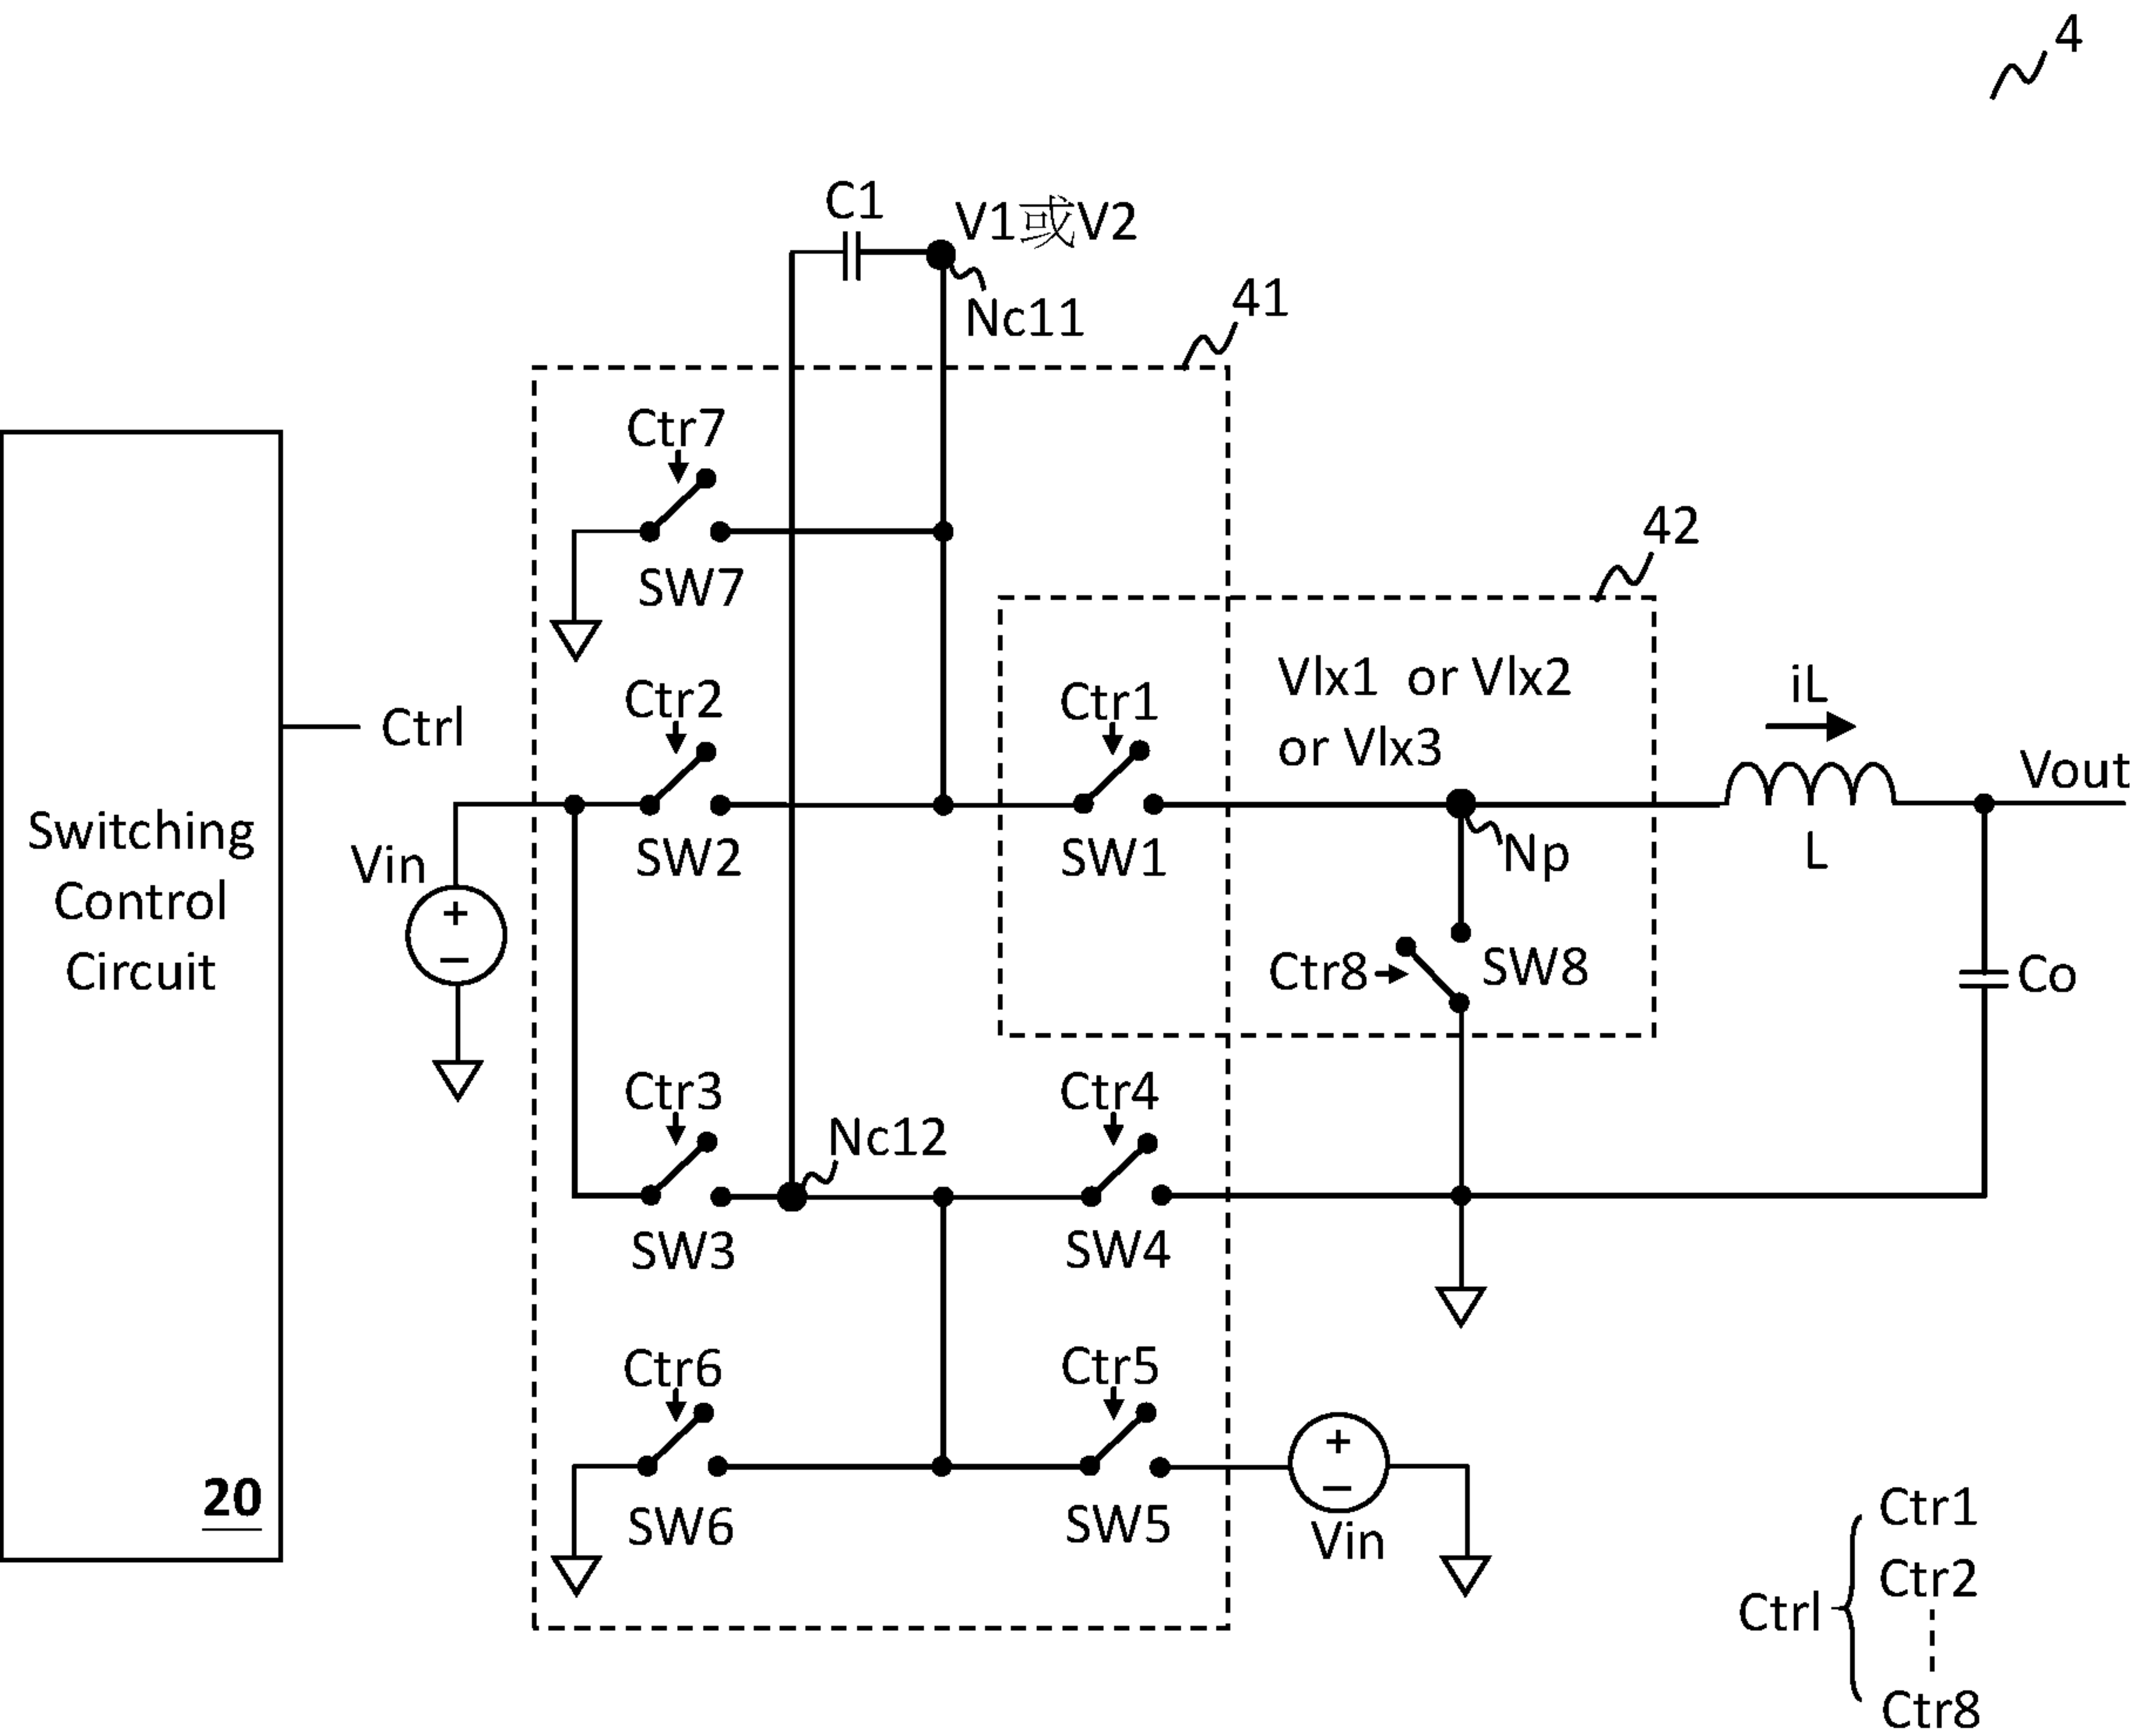 4
C1
V1或V2
Nc11
41
Ctr7
SW7
42
Ctr2
Ctr1
Vlx1 or Vlx2
or Vlx3
iL
Ctrl
Vout
Switching
Control
Circuit
Vin
+
−
SW2
SW1
Np
L
Ctr8
SW8
Co
Ctr3
Nc12
Ctr4
SW3
SW4
Ctr6
Ctr5
+
−
20
SW6
SW5
Vin
Ctrl
Ctr1
Ctr2
Ctr8